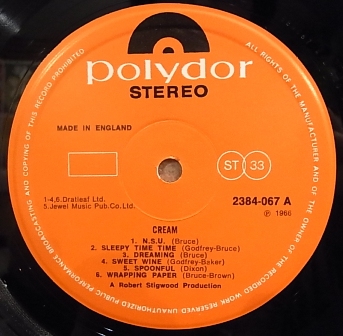 polydor
STEREO
MADE IN ENGLAND
ST 33
1-4,6. Dratleaf Ltd.
5.Jewel Music Pub.Co.Ltd.
2384-067 A
℗ 1966
CREAM
1. N.S.U. (Bruce)
2. SLEEPY TIME TIME (Godfrey-Bruce)
3. DREAMING (Bruce)
4. SWEET WINE (Godfrey-Baker)
5. SPOONFUL (Dixon)
6. WRAPPING PAPER (Bruce-Brown)
A Robert Stigwood Production
ALL RIGHTS OF THE MANUFACTURER AND OF THE OWNER OF THE RECORDED WORK RESERVED UNAUTHORISED PUBLIC PERFORMANCE BROADCASTING AND COPYING OF THIS RECORD PROHIBITED